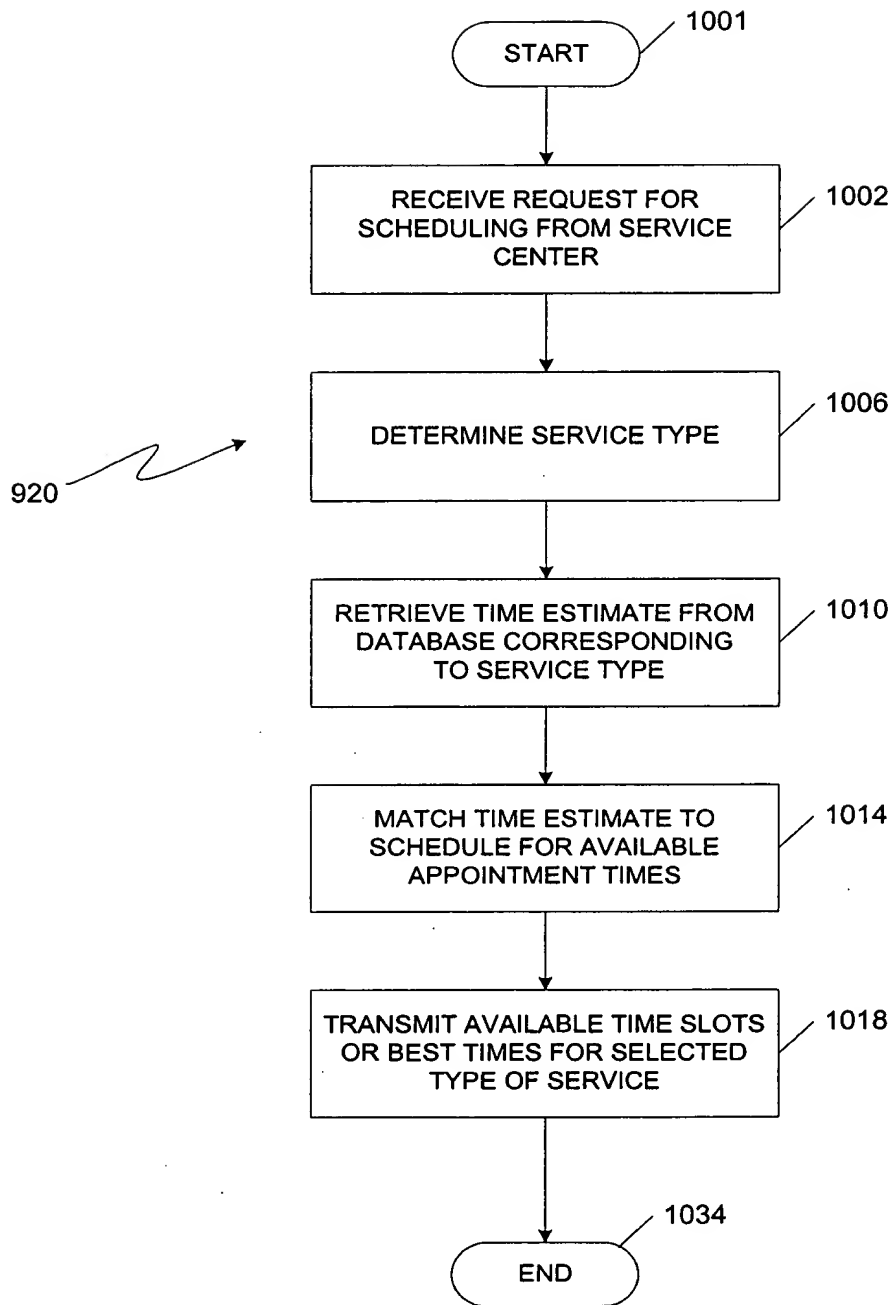 START
1001
RECEIVE REQUEST FOR
SCHEDULING FROM SERVICE
CENTER
1002
DETERMINE SERVICE TYPE
1006
920
RETRIEVE TIME ESTIMATE FROM
DATABASE CORRESPONDING
TO SERVICE TYPE
1010
MATCH TIME ESTIMATE TO
SCHEDULE FOR AVAILABLE
APPOINTMENT TIMES
1014
TRANSMIT AVAILABLE TIME SLOTS
OR BEST TIMES FOR SELECTED
TYPE OF SERVICE
1018
END
1034